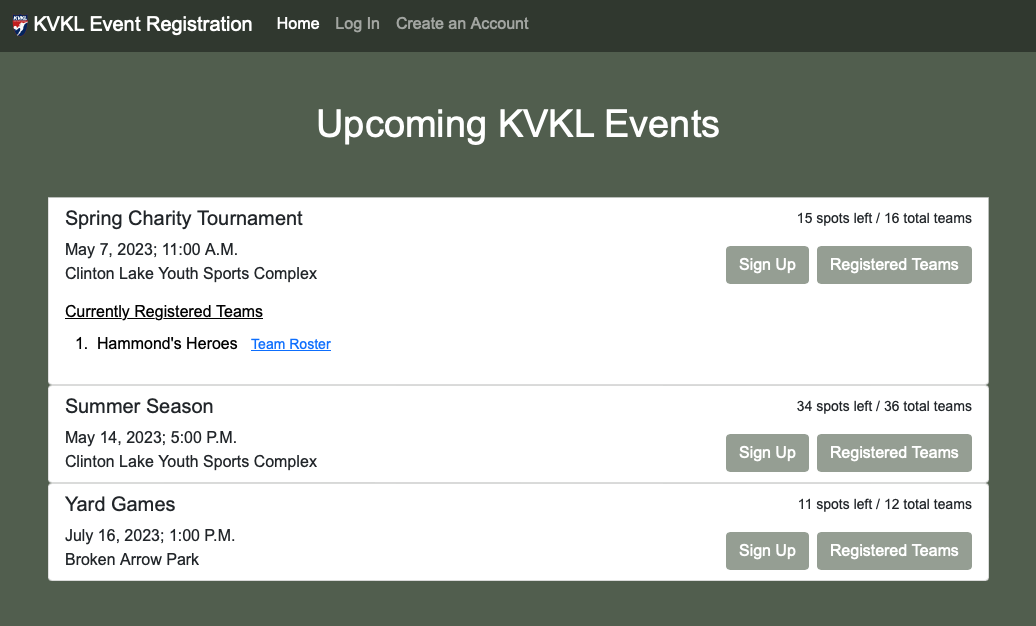 KVKL
KVKL Event Registration Home Log In Create an Account
Upcoming KVKL Events
Spring Charity Tournament 15 spots left / 16 total teams
May 7, 2023; 11:00 A.M.
Clinton Lake Youth Sports Complex
Sign Up Registered Teams
Currently Registered Teams
1. Hammond's Heroes Team Roster
Summer Season 34 spots left / 36 total teams
May 14, 2023; 5:00 P.M.
Clinton Lake Youth Sports Complex
Sign Up Registered Teams
Yard Games 11 spots left / 12 total teams
July 16, 2023; 1:00 P.M.
Broken Arrow Park
Sign Up Registered Teams